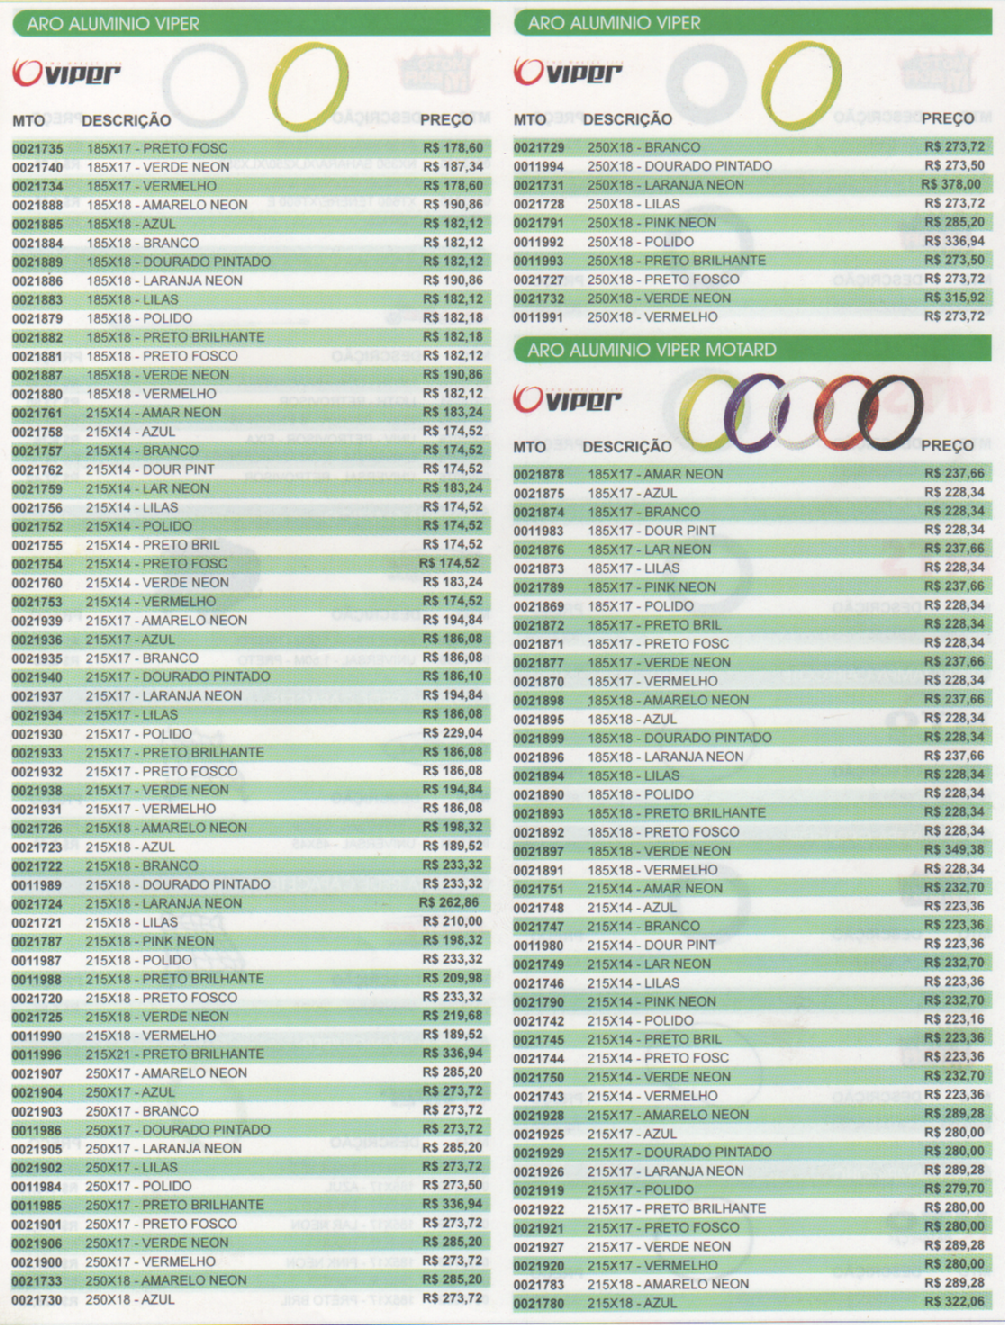 ARO ALUMINIO VIPER
VIPER
MTO DESCRIÇÃO PREÇO
0021735 185X17 - PRETO FOSC R$ 178,60
0021740 185X17 - VERDE NEON R$ 187,34
0021734 185X17 - VERMELHO R$ 178,60
0021888 185X18 - AMARELO NEON R$ 190,86
0021885 185X18 - AZUL R$ 182,12
0021884 185X18 - BRANCO R$ 182,12
0021889 185X18 - DOURADO PINTADO R$ 182,12
0021886 185X18 - LARANJA NEON R$ 190,86
0021883 185X18 - LILAS R$ 182,12
0021879 185X18 - POLIDO R$ 182,18
0021882 185X18 - PRETO BRILHANTE R$ 182,18
0021881 185X18 - PRETO FOSCO R$ 182,12
0021887 185X18 - VERDE NEON R$ 190,86
0021880 185X18 - VERMELHO R$ 182,12
0021761 215X14 - AMAR NEON R$ 183,24
0021758 215X14 - AZUL R$ 174,52
0021757 215X14 - BRANCO R$ 174,52
0021762 215X14 - DOUR PINT R$ 174,52
0021759 215X14 - LAR NEON R$ 183,24
0021756 215X14 - LILAS R$ 174,52
0021752 215X14 - POLIDO R$ 174,52
0021755 215X14 - PRETO BRIL R$ 174,52
0021754 215X14 - PRETO FOSC R$ 174,52
0021760 215X14 - VERDE NEON R$ 183,24
0021753 215X14 - VERMELHO R$ 174,52
0021939 215X17 - AMARELO NEON R$ 194,84
0021936 215X17 - AZUL R$ 186,08
0021935 215X17 - BRANCO R$ 186,08
0021940 215X17 - DOURADO PINTADO R$ 186,10
0021937 215X17 - LARANJA NEON R$ 194,84
0021934 215X17 - LILAS R$ 186,08
0021930 215X17 - POLIDO R$ 229,04
0021933 215X17 - PRETO BRILHANTE R$ 186,08
0021932 215X17 - PRETO FOSCO R$ 186,08
0021938 215X17 - VERDE NEON R$ 194,84
0021931 215X17 - VERMELHO R$ 186,08
0021726 215X18 - AMARELO NEON R$ 198,32
0021723 215X18 - AZUL R$ 189,52
0021722 215X18 - BRANCO R$ 233,32
0011989 215X18 - DOURADO PINTADO R$ 233,32
0021724 215X18 - LARANJA NEON R$ 262,86
0021721 215X18 - LILAS R$ 210,00
0021787 215X18 - PINK NEON R$ 198,32
0011987 215X18 - POLIDO R$ 233,32
0011988 215X18 - PRETO BRILHANTE R$ 209,98
0021720 215X18 - PRETO FOSCO R$ 233,32
0021725 215X18 - VERDE NEON R$ 219,68
0011990 215X18 - VERMELHO R$ 189,52
0011996 215X21 - PRETO BRILHANTE R$ 336,94
0021907 250X17 - AMARELO NEON R$ 285,20
0021904 250X17 - AZUL R$ 273,72
0021903 250X17 - BRANCO R$ 273,72
0011986 250X17 - DOURADO PINTADO R$ 273,72
0021905 250X17 - LARANJA NEON R$ 285,20
0021902 250X17 - LILAS R$ 273,72
0011984 250X17 - POLIDO R$ 273,50
0011985 250X17 - PRETO BRILHANTE R$ 336,94
0021901 250X17 - PRETO FOSCO R$ 273,72
0021906 250X17 - VERDE NEON R$ 285,20
0021900 250X17 - VERMELHO R$ 273,72
0021733 250X18 - AMARELO NEON R$ 285,20
0021730 250X18 - AZUL R$ 273,72
ARO ALUMINIO VIPER
VIPER
MTO DESCRIÇÃO PREÇO
0021729 250X18 - BRANCO R$ 273,72
0011994 250X18 - DOURADO PINTADO R$ 273,50
0021731 250X18 - LARANJA NEON R$ 378,00
0021728 250X18 - LILAS R$ 273,72
0021791 250X18 - PINK NEON R$ 285,20
0011992 250X18 - POLIDO R$ 336,94
0011993 250X18 - PRETO BRILHANTE R$ 273,50
0021727 250X18 - PRETO FOSCO R$ 273,72
0021732 250X18 - VERDE NEON R$ 315,92
0011991 250X18 - VERMELHO R$ 273,72
ARO ALUMINIO VIPER MOTARD
VIPER
MTO DESCRIÇÃO PREÇO
0021878 185X17 - AMAR NEON R$ 237,66
0021875 185X17 - AZUL R$ 228,34
0021874 185X17 - BRANCO R$ 228,34
0011983 185X17 - DOUR PINT R$ 228,34
0021876 185X17 - LAR NEON R$ 237,66
0021873 185X17 - LILAS R$ 228,34
0021789 185X17 - PINK NEON R$ 237,66
0021869 185X17 - POLIDO R$ 228,34
0021872 185X17 - PRETO BRIL R$ 228,34
0021871 185X17 - PRETO FOSC R$ 228,34
0021877 185X17 - VERDE NEON R$ 237,66
0021870 185X17 - VERMELHO R$ 228,34
0021898 185X18 - AMARELO NEON R$ 237,66
0021895 185X18 - AZUL R$ 228,34
0021899 185X18 - DOURADO PINTADO R$ 228,34
0021896 185X18 - LARANJA NEON R$ 237,66
0021894 185X18 - LILAS R$ 228,34
0021890 185X18 - POLIDO R$ 228,34
0021893 185X18 - PRETO BRILHANTE R$ 228,34
0021892 185X18 - PRETO FOSCO R$ 228,34
0021897 185X18 - VERDE NEON R$ 349,38
0021891 185X18 - VERMELHO R$ 228,34
0021751 215X14 - AMAR NEON R$ 232,70
0021748 215X14 - AZUL R$ 223,36
0021747 215X14 - BRANCO R$ 223,36
0011980 215X14 - DOUR PINT R$ 223,36
0021749 215X14 - LAR NEON R$ 232,70
0021746 215X14 - LILAS R$ 223,36
0021790 215X14 - PINK NEON R$ 232,70
0021742 215X14 - POLIDO R$ 223,16
0021745 215X14 - PRETO BRIL R$ 223,36
0021744 215X14 - PRETO FOSC R$ 223,36
0021750 215X14 - VERDE NEON R$ 232,70
0021743 215X14 - VERMELHO R$ 223,36
0021928 215X17 - AMARELO NEON R$ 289,28
0021925 215X17 - AZUL R$ 280,00
0021929 215X17 - DOURADO PINTADO R$ 280,00
0021926 215X17 - LARANJA NEON R$ 289,28
0021919 215X17 - POLIDO R$ 279,70
0021922 215X17 - PRETO BRILHANTE R$ 280,00
0021921 215X17 - PRETO FOSCO R$ 280,00
0021927 215X17 - VERDE NEON R$ 289,28
0021920 215X17 - VERMELHO R$ 280,00
0021783 215X18 - AMARELO NEON R$ 289,28
0021780 215X18 - AZUL R$ 322,06